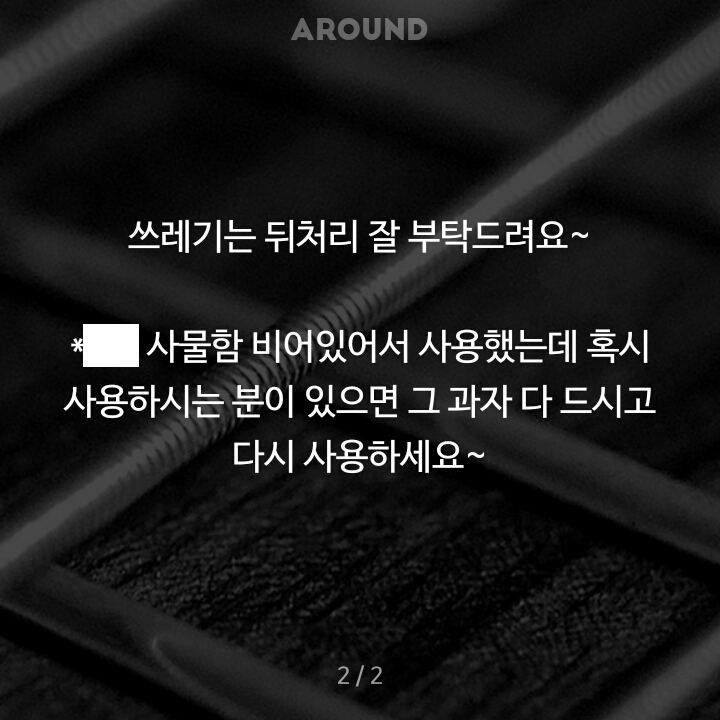 AROUND
쓰레기는 뒤처리 잘 부탁드려요~
* 사물함 비어있어서 사용했는데 혹시
사용하시는 분이 있으면 그 과자 다 드시고
다시 사용하세요~
2 / 2